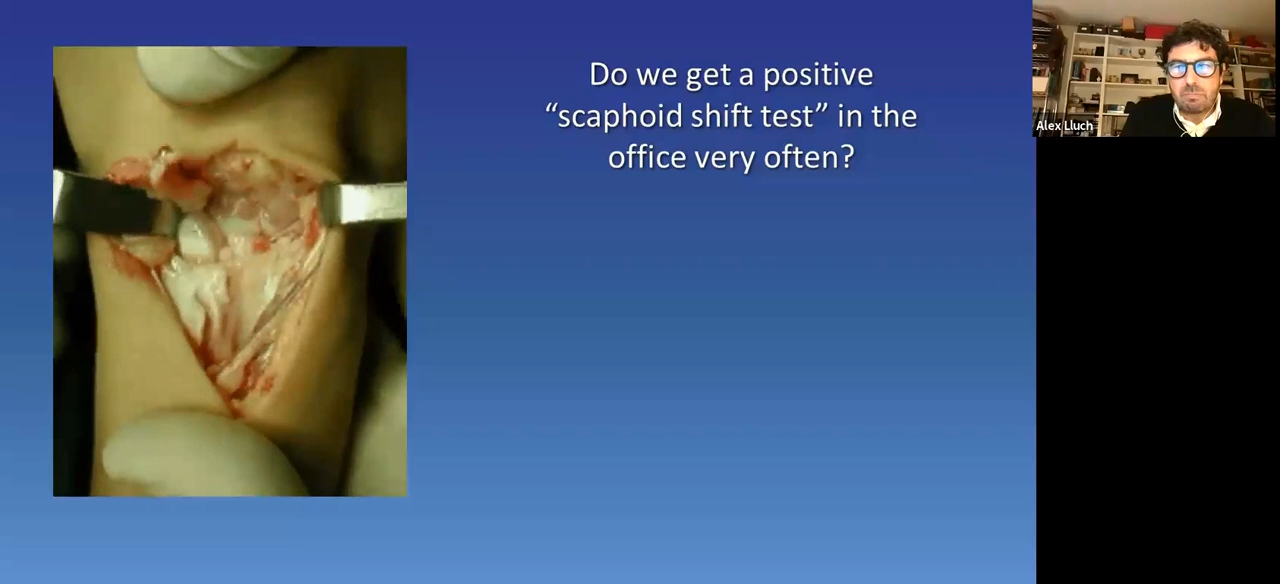 Do we get a positive
“scaphoid shift test” in the
office very often?
Alex Lluch